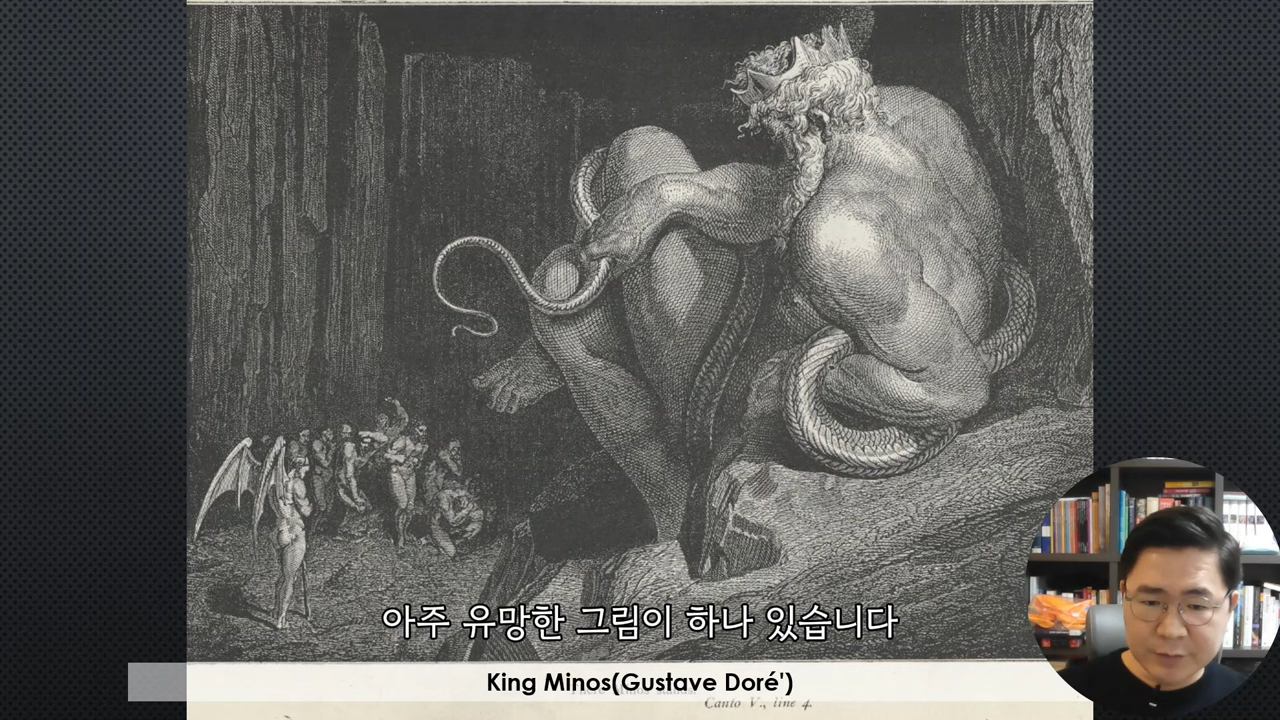 아주 유망한 그림이 하나 있습니다
King Minos(Gustave Doré')
Canto V., line 4.